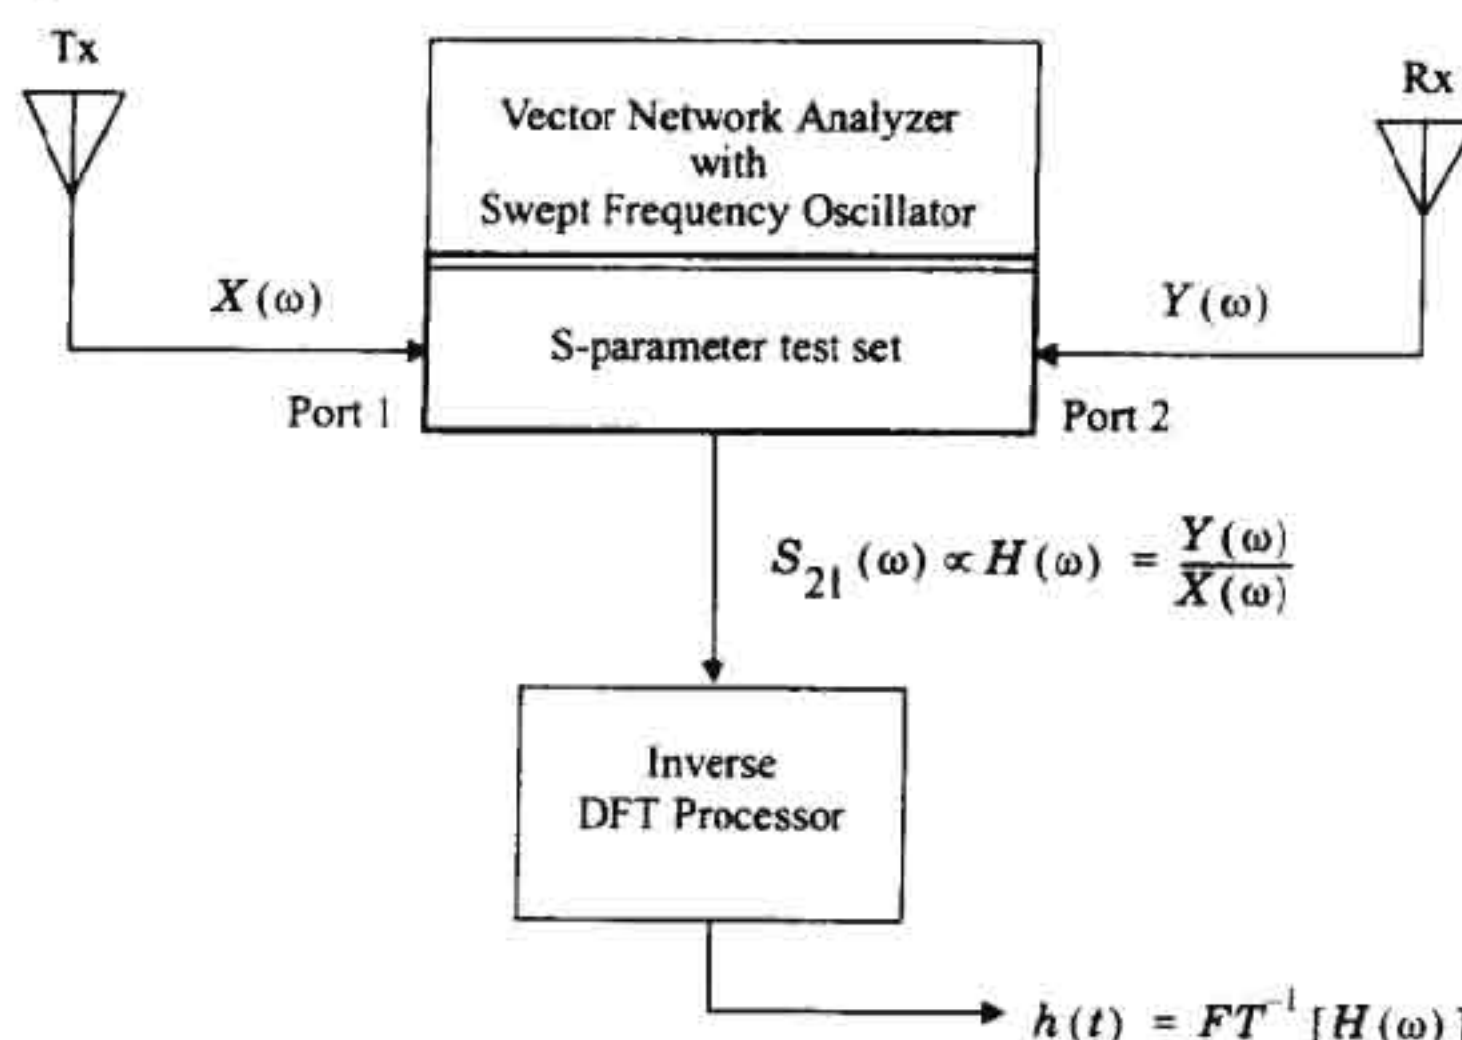 Tx
Rx
Vector Network Analyzer
with
Swept Frequency Oscillator
X(ω)
Y(ω)
S-parameter test set
Port 1
Port 2
S₂₁(ω) ∝ H(ω) = Y(ω)/X(ω)
Inverse
DFT Processor
h(t) = FT⁻¹[H(ω)]